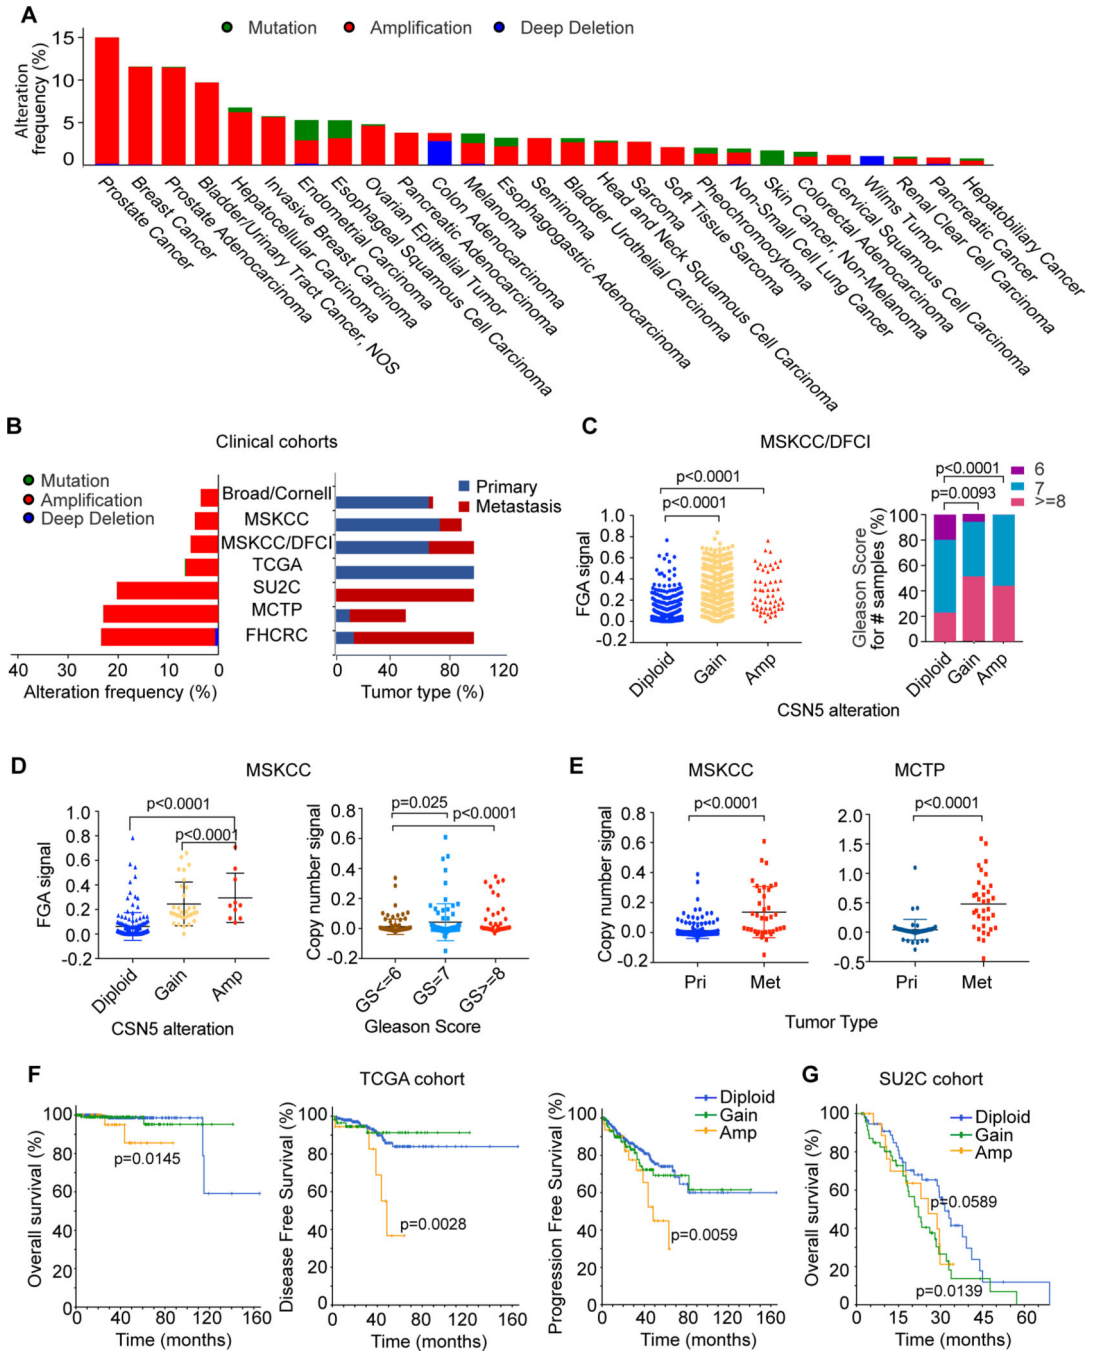 A
Mutation
Amplification
Deep Deletion
Alteration
frequency (%)
15
10
5
0
Prostate Cancer
Breast Cancer
Prostate Adenocarcinoma
Bladder/Urinary Tract Cancer, NOS
Hepatocellular Carcinoma
Invasive Breast Carcinoma
Endometrial Carcinoma
Esophageal Squamous Cell Carcinoma
Ovarian Epithelial Tumor
Pancreatic Adenocarcinoma
Colon Adenocarcinoma
Melanoma
Esophagogastric Adenocarcinoma
Seminoma
Bladder Urothelial Carcinoma
Head and Neck Squamous Cell Carcinoma
Sarcoma
Soft Tissue Sarcoma
Pheochromocytoma
Non-Small Cell Lung Cancer
Skin Cancer, Non-Melanoma
Colorectal Adenocarcinoma
Cervical Squamous Cell Carcinoma
Wilms Tumor
Renal Clear Cell Carcinoma
Pancreatic Cancer
Hepatobiliary Cancer
B
Clinical cohorts
Mutation
Amplification
Deep Deletion
Broad/Cornell
MSKCC
MSKCC/DFCI
TCGA
SU2C
MCTP
FHCRC
Primary
Metastasis
40 30 20 10 0
Alteration frequency (%)
0 40 80 120
Tumor type (%)
C
MSKCC/DFCI
p<0.0001
p<0.0001
FGA signal
1.0
0.8
0.6
0.4
0.2
0.0
-0.2
Diploid
Gain
Amp
p<0.0001
p=0.0093
6
7
>=8
Gleason Score
for # samples (%)
100
80
60
40
20
0
Diploid
Gain
Amp
CSN5 alteration
D
MSKCC
p<0.0001
p<0.0001
FGA signal
1.0
0.8
0.6
0.4
0.2
0.0
-0.2
Diploid
Gain
Amp
CSN5 alteration
p=0.025
p<0.0001
Copy number signal
0.8
0.6
0.4
0.2
0.0
-0.2
GS<=6
GS=7
GS>=8
Gleason Score
E
MSKCC
p<0.0001
Copy number signal
0.8
0.6
0.4
0.2
0.0
-0.2
Pri Met
MCTP
p<0.0001
2.0
1.5
1.0
0.5
0.0
-0.5
Pri Met
Tumor Type
F
TCGA cohort
Overall survival (%)
100
80
60
40
20
0
p=0.0145
0 40 80 120 160
Time (months)
Disease Free Survival (%)
100
80
60
40
20
0
p=0.0028
0 40 80 120 160
Time (months)
Progression Free Survival (%)
100
80
60
40
20
0
Diploid
Gain
Amp
p=0.0059
0 40 80 120 160
Time (months)
G
SU2C cohort
Overall survival (%)
100
80
60
40
20
0
Diploid
Gain
Amp
p=0.0589
p=0.0139
0 15 30 45 60
Time (months)